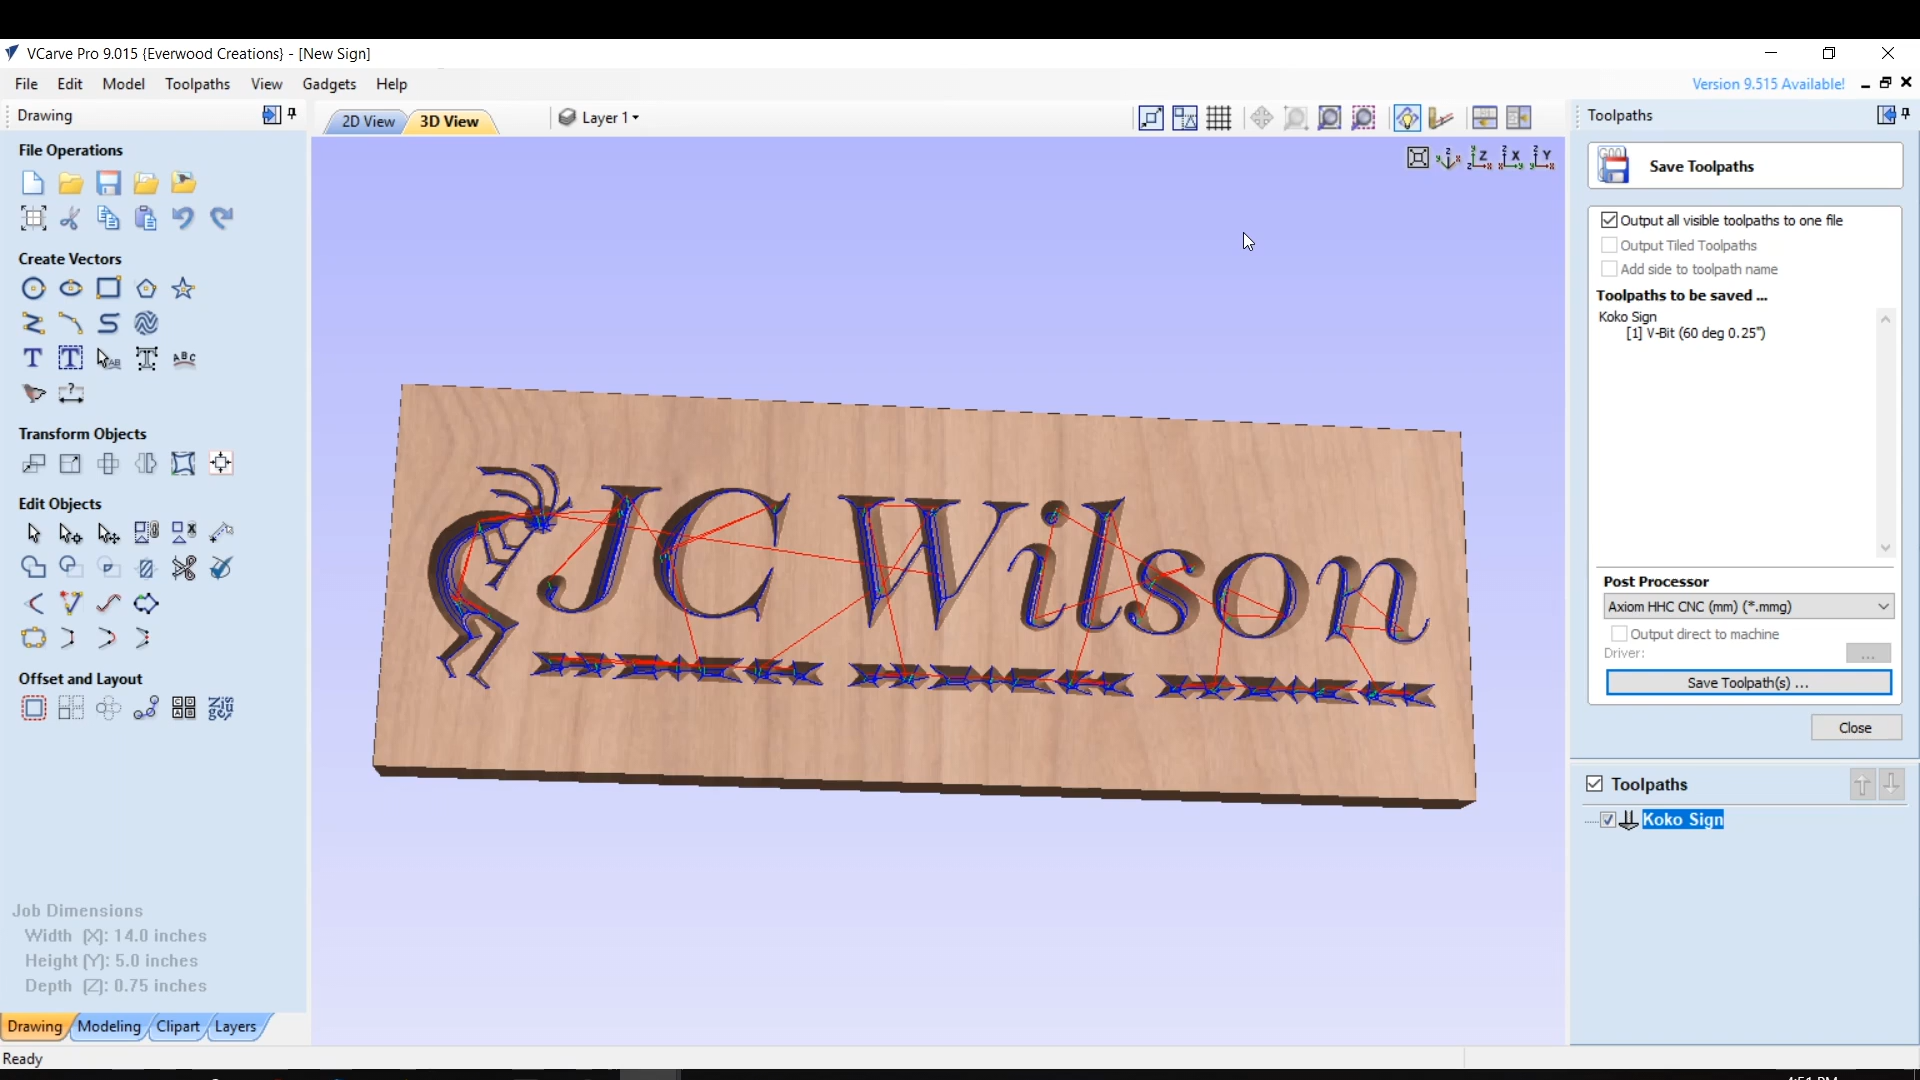 VCarve Pro 9.015 {Everwood Creations} - [New Sign]
File Edit Model Toolpaths View Gadgets Help
Version 9.515 Available!
Drawing
2D View 3D View
Layer 1
Toolpaths
File Operations
Create Vectors
Transform Objects
Edit Objects
Offset and Layout
Job Dimensions
Width (X): 14.0 inches
Height (Y): 5.0 inches
Depth (Z): 0.75 inches
Drawing Modeling Clipart Layers
Ready
JC Wilson
Save Toolpaths
Output all visible toolpaths to one file
Output Tiled Toolpaths
Add side to toolpath name
Toolpaths to be saved ...
Koko Sign
[1] V-Bit (60 deg 0.25")
Post Processor
Axiom HHC CNC (mm) (*.mmg)
Output direct to machine
Driver:
...
Save Toolpath(s) ...
Close
Toolpaths
Koko Sign